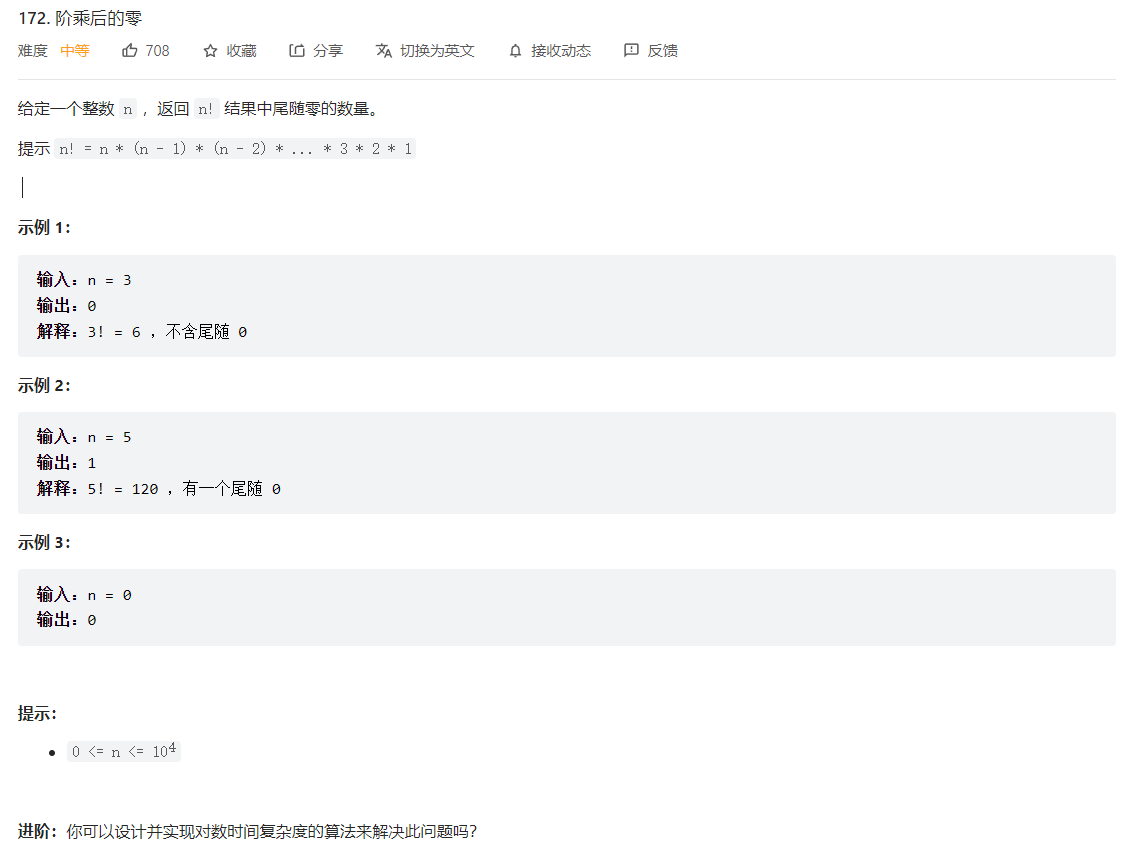 172. 阶乘后的零
难度 中等 708 收藏 分享 切换为英文 接收动态 反馈
给定一个整数 n ，返回 n! 结果中尾随零的数量。
提示 n! = n * (n - 1) * (n - 2) * ... * 3 * 2 * 1
示例 1：
输入：n = 3
输出：0
解释：3! = 6 ，不含尾随 0
示例 2：
输入：n = 5
输出：1
解释：5! = 120 ，有一个尾随 0
示例 3：
输入：n = 0
输出：0
提示：
• 0 <= n <= 10⁴
进阶：你可以设计并实现对数时间复杂度的算法来解决此问题吗？